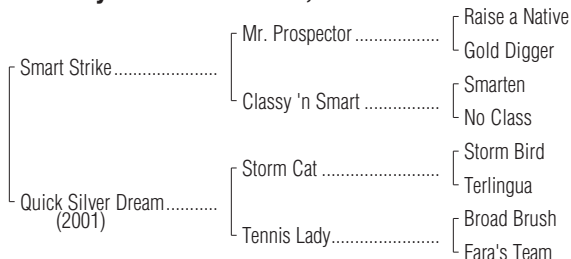 Raise a Native
Mr. Prospector ..................
Gold Digger
Smart Strike.......................
Smarten
Classy 'n Smart ................
No Class
Storm Bird
Storm Cat .........................
Terlingua
Quick Silver Dream...........
(2001)
Broad Brush
Tennis Lady.......................
Fara's Team